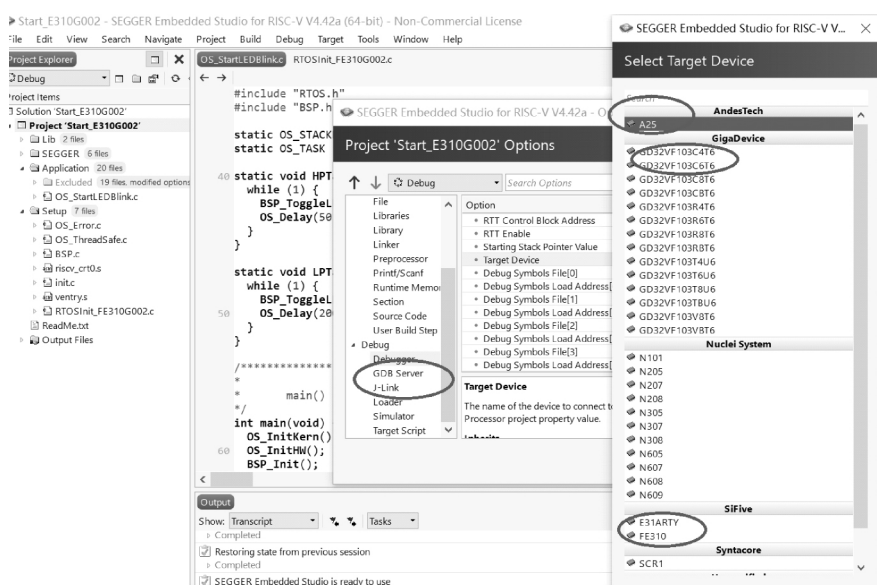 Start_E310G002 - SEGGER Embedded Studio for RISC-V V4.42a (64-bit) - Non-Commercial License
File Edit View Search Navigate Project Build Debug Target Tools Window Help
Project Explorer
Debug
Project Items
Solution 'Start_E310G002'
Project 'Start_E310G002'
Lib 2 files
SEGGER 6 files
Application 20 files
Excluded 19 files, modified options
OS_StartLEDBlink.c
Setup 7 files
OS_Error.c
OS_ThreadSafe.c
BSP.c
riscv_crt0.s
init.c
ventry.s
RTOSInit_FE310G002.c
ReadMe.txt
Output Files
OS_StartLEDBlink.c RTOSInit_FE310G002.c
#include "RTOS.h"
#include "BSP.h
static OS_STACK
static OS_TASK
40 static void HPT
while (1) {
BSP_ToggleL
OS_Delay(50
}
}
static void LPT
while (1) {
BSP_ToggleL
50 OS_Delay(20
}
}
/**************
*
* main()
*/
int main(void)
OS_InitKern()
60 OS_InitHW();
BSP_Init();
Output
Show: Transcript Tasks
Completed
Restoring state from previous session
Completed
SEGGER Embedded Studio is ready to use
SEGGER Embedded Studio for RISC-V V4.42a - O
Project 'Start_E310G002' Options
Debug Search Options
File
Libraries
Library
Linker
Preprocessor
Printf/Scanf
Runtime Memo
Section
Source Code
User Build Step
Debug
Debugger
GDB Server
J-Link
Loader
Simulator
Target Script
Option
RTT Control Block Address
RTT Enable
Starting Stack Pointer Value
Target Device
Debug Symbols File[0]
Debug Symbols Load Address[
Debug Symbols File[1]
Debug Symbols Load Address[
Debug Symbols File[2]
Debug Symbols Load Address[
Debug Symbols File[3]
Debug Symbols Load Address[
Target Device
The name of the device to connect t
Processor project property value.
Inherits
SEGGER Embedded Studio for RISC-V V...
Select Target Device
Search
AndesTech
A25
GigaDevice
GD32VF103C4T6
GD32VF103C6T6
GD32VF103C8T6
GD32VF103CBT6
GD32VF103R4T6
GD32VF103R6T6
GD32VF103R8T6
GD32VF103RBT6
GD32VF103T4U6
GD32VF103T6U6
GD32VF103T8U6
GD32VF103TBU6
GD32VF103V8T6
GD32VF103VBT6
Nuclei System
N101
N205
N207
N208
N305
N307
N308
N605
N607
N608
N609
SiFive
E31ARTY
FE310
Syntacore
SCR1